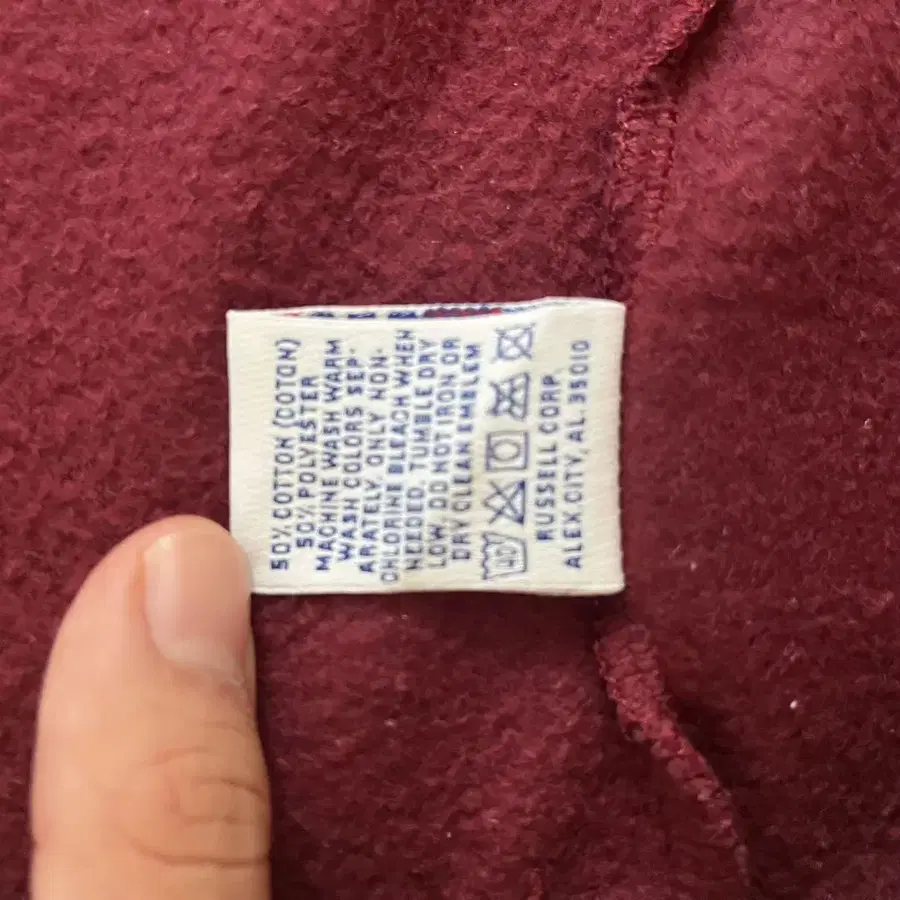 50% COTTON (COTON)
50% POLYESTER
MACHINE WASH WARM
WASH COLORS SEP-
ARATELY, ONLY NON-
CHLORINE BLEACH WHEN
NEEDED, TUMBLE DRY
LOW, DO NOT IRON OR
DRY CLEAN EMBLEM
40
RUSSELL CORP.
ALEX. CITY, AL. 35010